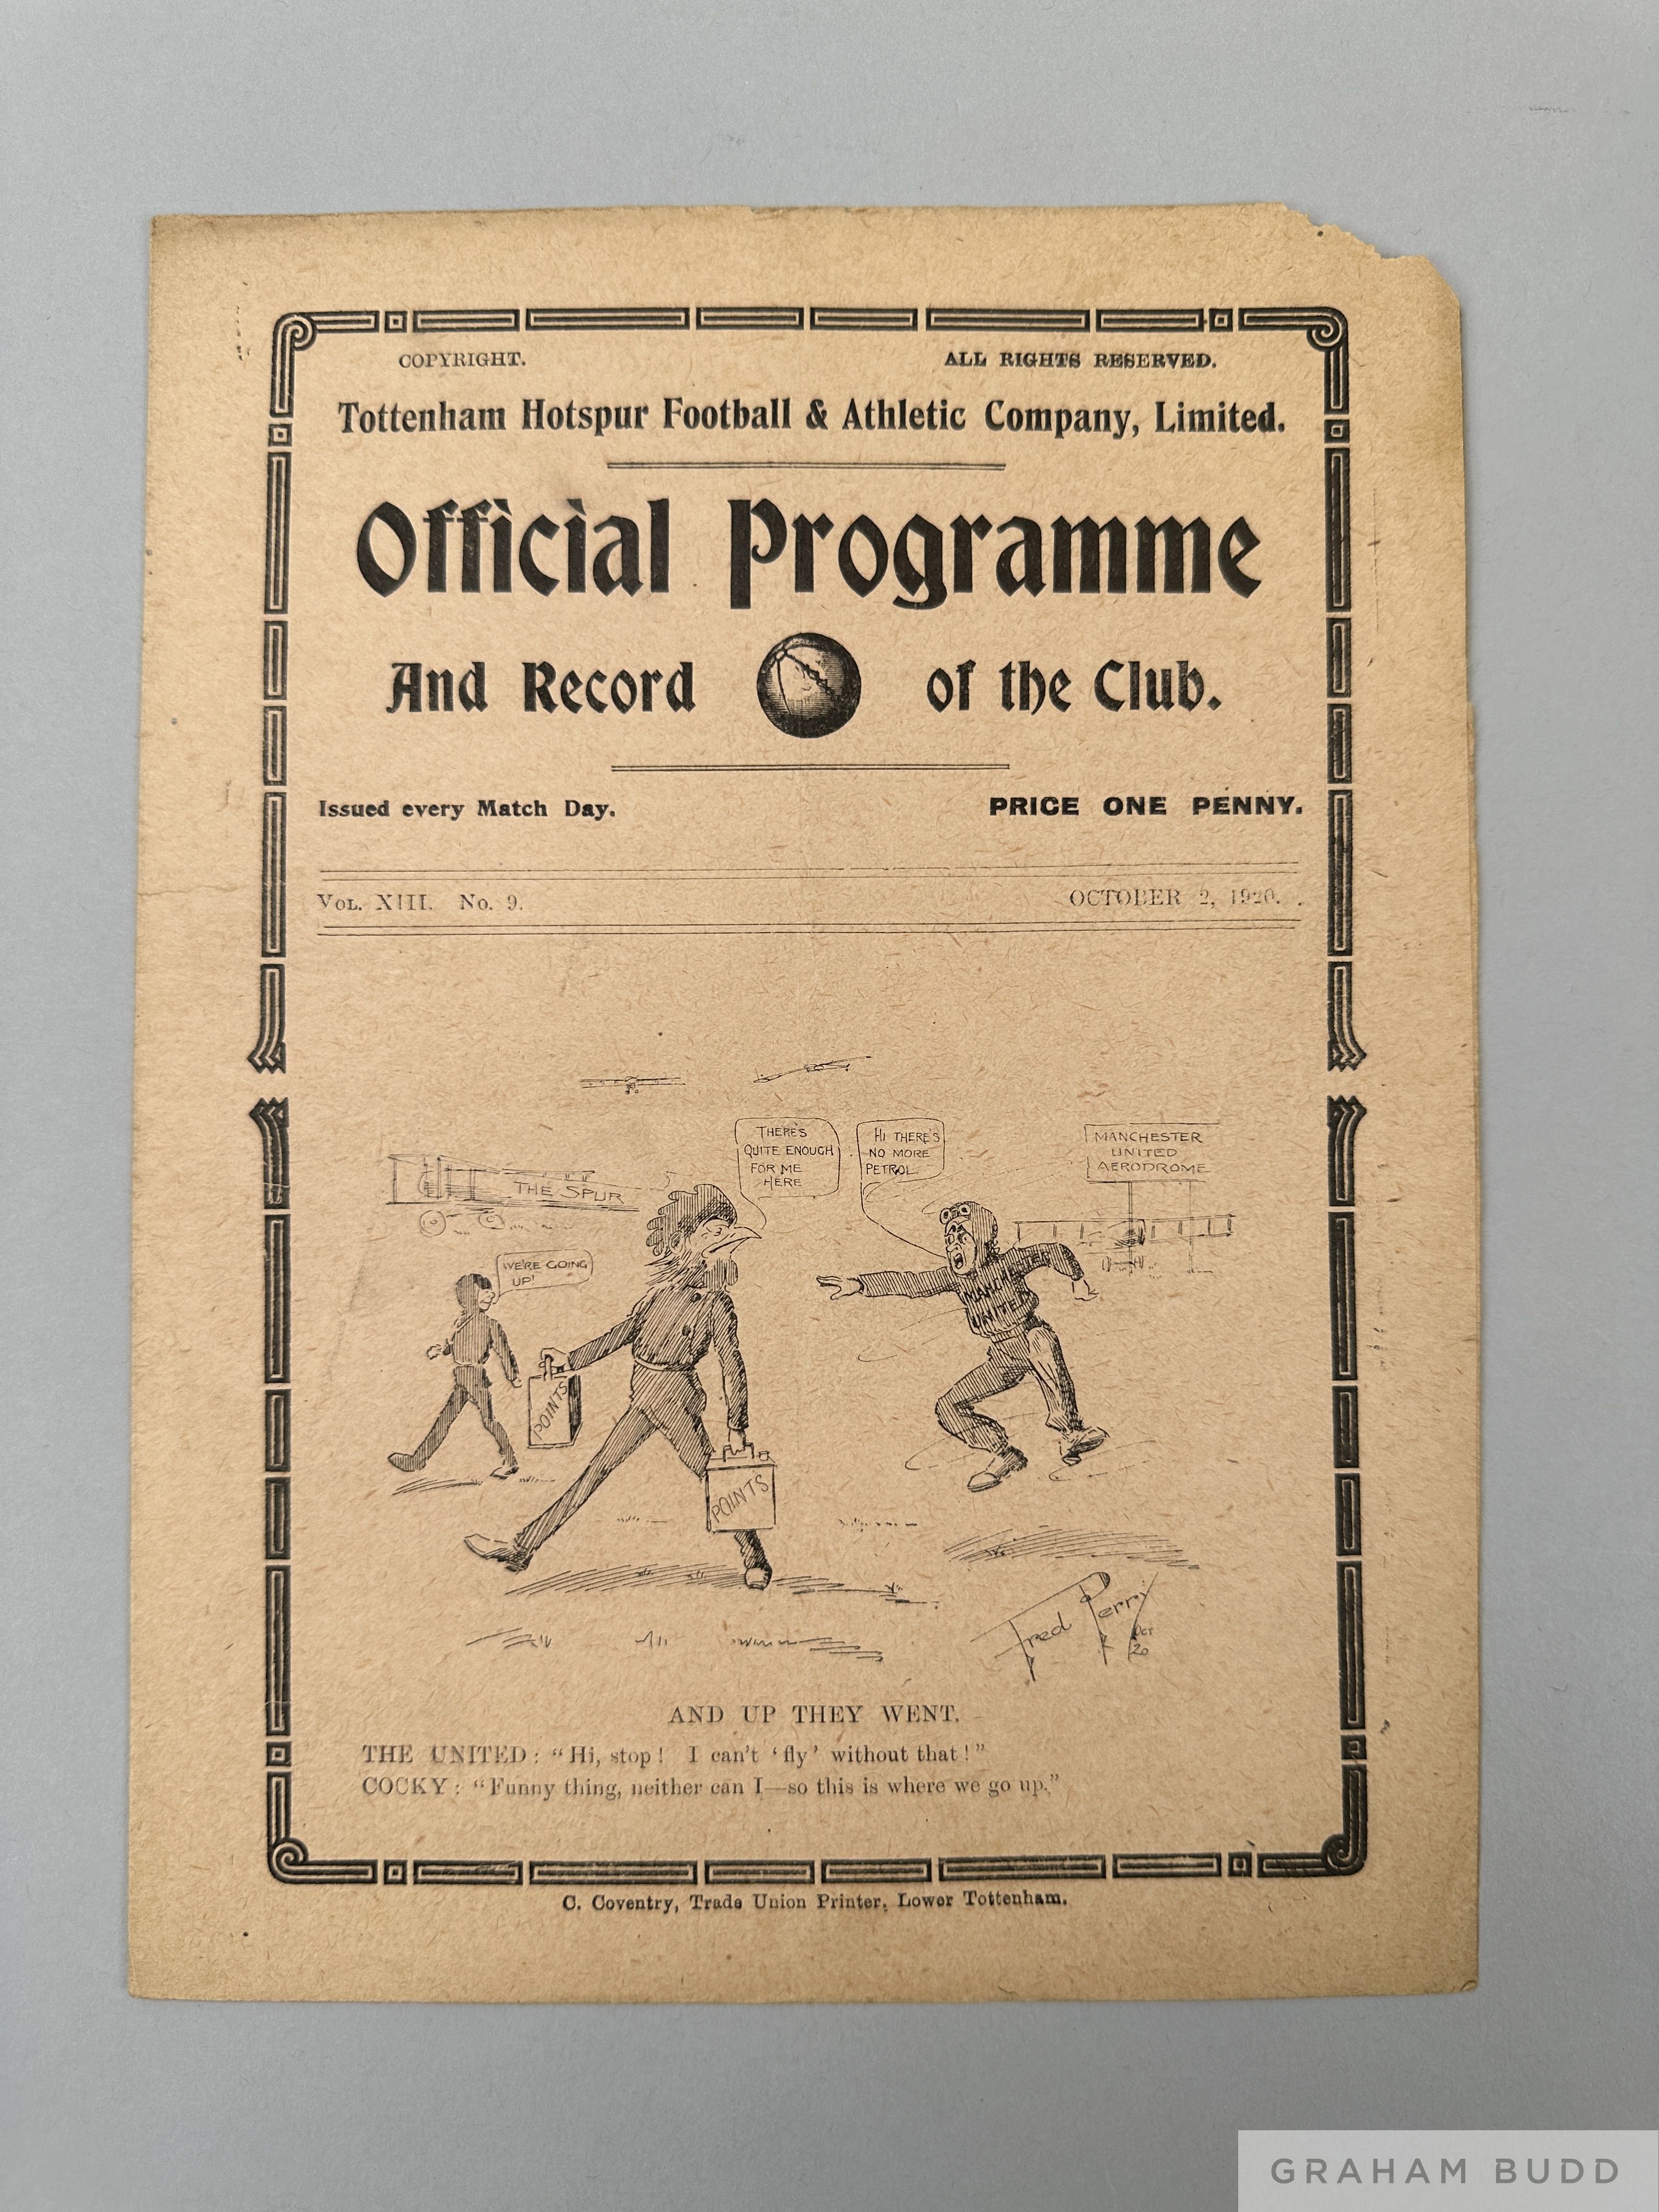 COPYRIGHT. ALL RIGHTS RESERVED.
Tottenham Hotspur Football & Athletic Company, Limited.
Official Programme
And Record of the Club.
Issued every Match Day. PRICE ONE PENNY.
VOL. XIII. No. 9. OCTOBER 2, 1920.
THERE'S
QUITE ENOUGH
FOR ME
HERE
HI THERE'S
NO MORE
PETROL
MANCHESTER
UNITED
AERODROME
THE SPUR
WE'RE GOING
UP!
MANCHESTER
UNITED
POINTS
POINTS
Fred Perry
OCT
20
AND UP THEY WENT.
THE UNITED: "Hi, stop! I can't 'fly' without that!"
COCKY: "Funny thing, neither can I—so this is where we go up."
C. Coventry, Trade Union Printer, Lower Tottenham.
GRAHAM BUDD